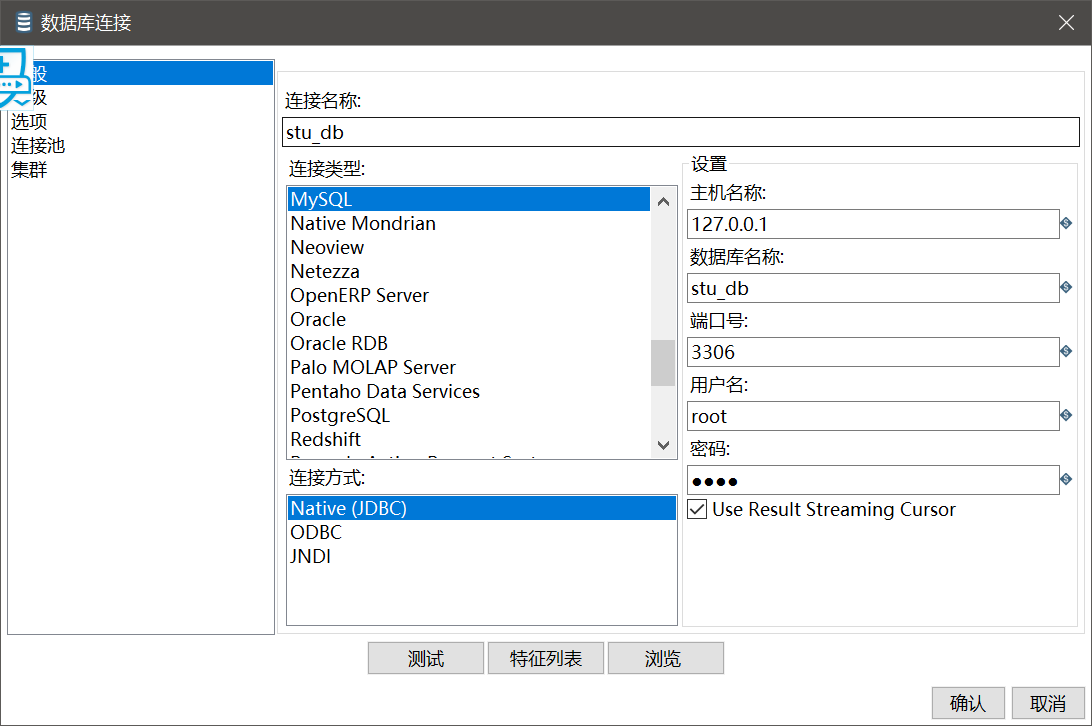 数据库连接
般
级
选项
连接池
集群
连接名称:
stu_db
连接类型:
MySQL
Native Mondrian
Neoview
Netezza
OpenERP Server
Oracle
Oracle RDB
Palo MOLAP Server
Pentaho Data Services
PostgreSQL
Redshift
连接方式:
Native (JDBC)
ODBC
JNDI
设置
主机名称:
127.0.0.1
数据库名称:
stu_db
端口号:
3306
用户名:
root
密码:
●●●●
Use Result Streaming Cursor
测试
特征列表
浏览
确认
取消